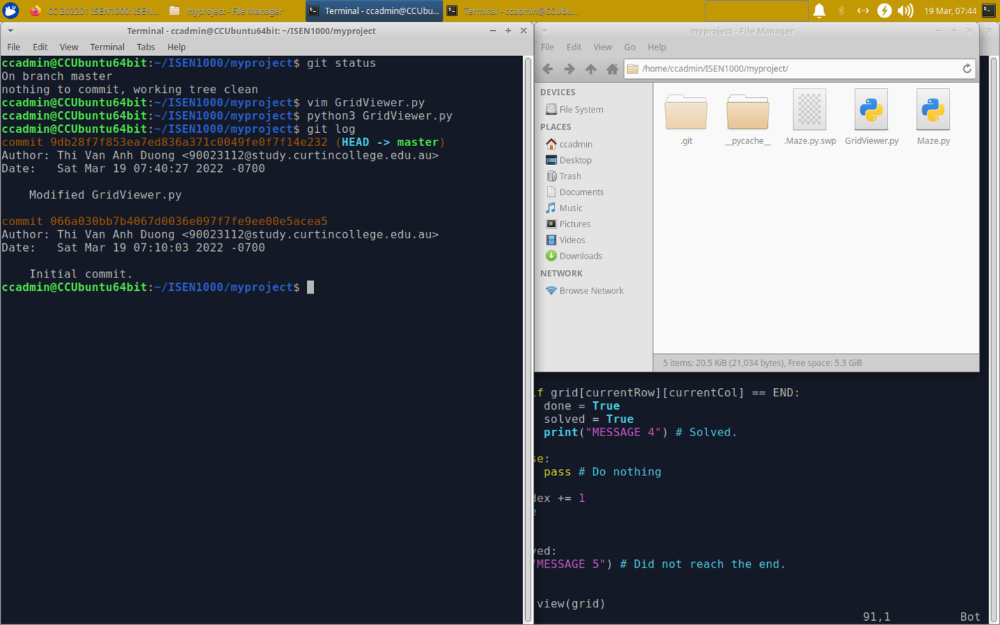 CC 202201 ISEN1000: ISEN...
myproject - File Manager
Terminal - ccadmin@CCUbu...
Terminal - ccadmin@CCUbu...
19 Mar, 07:44
Terminal - ccadmin@CCUbuntu64bit: ~/ISEN1000/myproject
File Edit View Terminal Tabs Help
ccadmin@CCUbuntu64bit:~/ISEN1000/myproject$ git status
On branch master
nothing to commit, working tree clean
ccadmin@CCUbuntu64bit:~/ISEN1000/myproject$ vim GridViewer.py
ccadmin@CCUbuntu64bit:~/ISEN1000/myproject$ python3 GridViewer.py
ccadmin@CCUbuntu64bit:~/ISEN1000/myproject$ git log
commit 9db28f7f853ea7ed836a371c0049fe0f7f14e232 (HEAD -> master)
Author: Thi Van Anh Duong <90023112@study.curtincollege.edu.au>
Date:   Sat Mar 19 07:40:27 2022 -0700
Modified GridViewer.py
commit 066a030bb7b4067d0036e097f7fe9ee00e5acea5
Author: Thi Van Anh Duong <90023112@study.curtincollege.edu.au>
Date:   Sat Mar 19 07:10:03 2022 -0700
Initial commit.
ccadmin@CCUbuntu64bit:~/ISEN1000/myproject$
myproject - File Manager
File Edit View Go Help
/home/ccadmin/ISEN1000/myproject/
DEVICES
File System
PLACES
ccadmin
Desktop
Trash
Documents
Music
Pictures
Videos
Downloads
NETWORK
Browse Network
.git
__pycache__
.Maze.py.swp
GridViewer.py
Maze.py
5 items: 20.5 KiB (21,034 bytes), Free space: 5.3 GiB
if grid[currentRow][currentCol] == END:
done = True
solved = True
print("MESSAGE 4") # Solved.
se:
pass # Do nothing
dex += 1
e
ved:
"MESSAGE 5") # Did not reach the end.
view(grid)
91,1 Bot